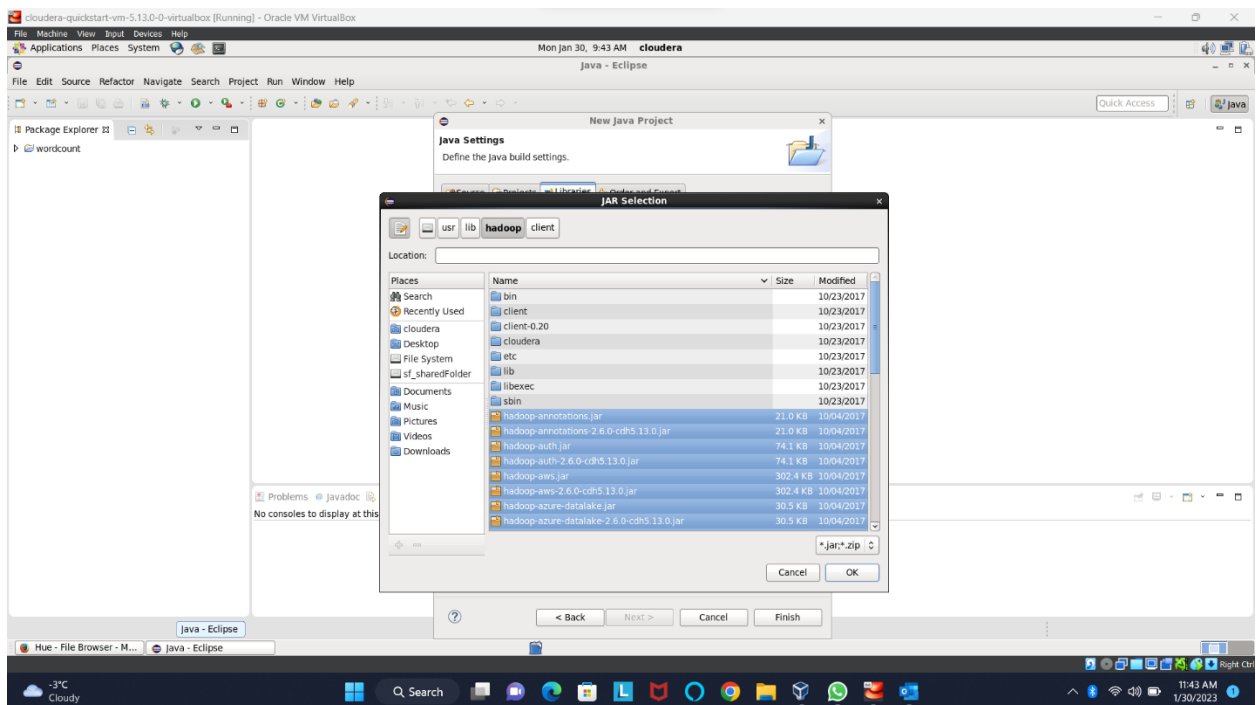 cloudera-quickstart-vm-5.13.0-0-virtualbox [Running] - Oracle VM VirtualBox
File Machine View Input Devices Help
Applications Places System Mon Jan 30, 9:43 AM cloudera
Java - Eclipse
File Edit Source Refactor Navigate Search Project Run Window Help
Quick Access Java
Package Explorer
wordcount
New Java Project
Java Settings
Define the Java build settings.
Source Projects Libraries Order and Export
JAR Selection
usr lib hadoop client
Location:
Places Name Size Modified
Search bin 10/23/2017
Recently Used client 10/23/2017
cloudera client-0.20 10/23/2017
Desktop cloudera 10/23/2017
File System etc 10/23/2017
sf_sharedFolder lib 10/23/2017
Documents libexec 10/23/2017
Music sbin 10/23/2017
Pictures hadoop-annotations.jar 21.0 KB 10/04/2017
Videos hadoop-annotations-2.6.0-cdh5.13.0.jar 21.0 KB 10/04/2017
Downloads hadoop-auth.jar 74.1 KB 10/04/2017
hadoop-auth-2.6.0-cdh5.13.0.jar 74.1 KB 10/04/2017
hadoop-aws.jar 302.4 KB 10/04/2017
hadoop-aws-2.6.0-cdh5.13.0.jar 302.4 KB 10/04/2017
hadoop-azure-datalake.jar 30.5 KB 10/04/2017
hadoop-azure-datalake-2.6.0-cdh5.13.0.jar 30.5 KB 10/04/2017
*.jar;*.zip
Cancel OK
Problems @ Javadoc
No consoles to display at this
< Back Next > Cancel Finish
Java - Eclipse
Hue - File Browser - M... Java - Eclipse
Right Ctrl
-3°C
Cloudy
Search
11:43 AM
1/30/2023
1